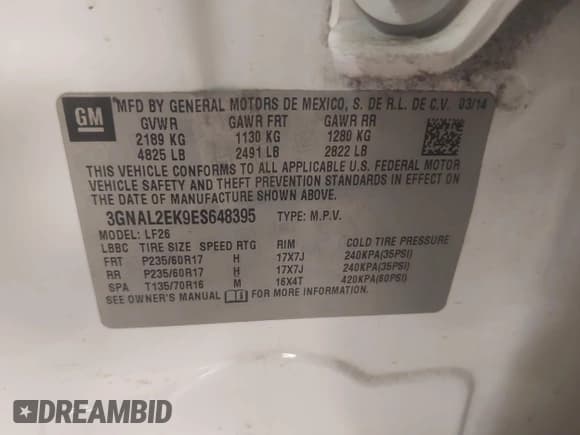 GM MFD BY GENERAL MOTORS DE MEXICO, S. DE R.L. DE C.V. 03/14
GVWR GAWR FRT GAWR RR
2189 KG 1130 KG 1280 KG
4825 LB 2491 LB 2822 LB
THIS VEHICLE CONFORMS TO ALL APPLICABLE U.S. FEDERAL MOTOR
VEHICLE SAFETY AND THEFT PREVENTION STANDARDS IN EFFECT ON
THE DATE OF MANUFACTURE SHOWN ABOVE.
3GNAL2EK9ES648395 TYPE: M.P.V.
MODEL: LF26
LBBC TIRE SIZE SPEED RTG RIM COLD TIRE PRESSURE
FRT P235/60R17 H 17X7J 240KPA(35PSI)
RR P235/60R17 H 17X7J 240KPA(35PSI)
SPA T135/70R16 M 16X4T 420KPA(60PSI)
SEE OWNER'S MANUAL FOR MORE INFORMATION.
DREAMBID